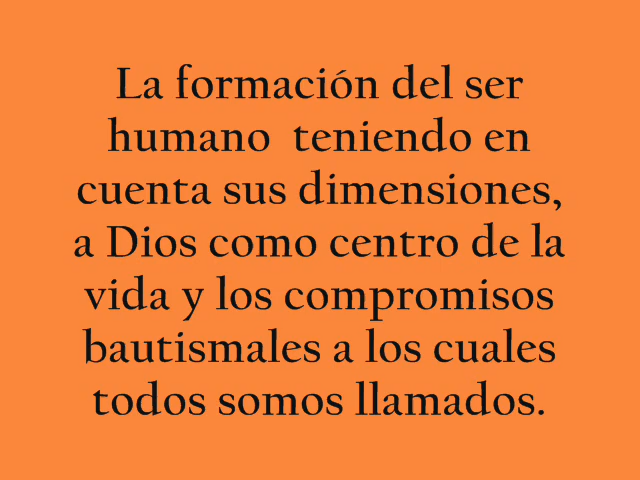 La formación del ser
humano  teniendo en
cuenta sus dimensiones,
a Dios como centro de la
vida y los compromisos
bautismales a los cuales
todos somos llamados.